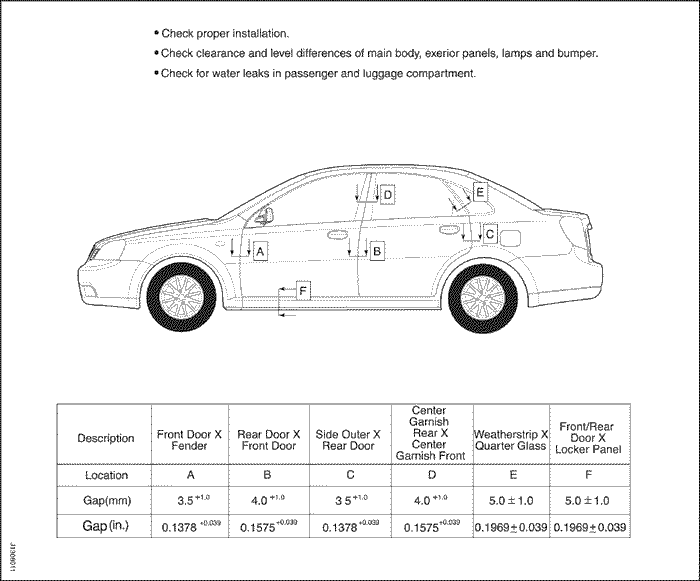 • Check proper installation.
• Check clearance and level differences of main body, exerior panels, lamps and bumper.
• Check for water leaks in passenger and luggage compartment.
E
D
C
A
B
F
Description
Front Door X
Fender
Rear Door X
Front Door
Side Outer X
Rear Door
Center
Garnish
Rear X
Center
Garnish Front
Weatherstrip X
Quarter Glass
Front/Rear
Door X
Locker Panel
Location A B C D E F
Gap(mm) 3.5 +1.0 4.0 +1.0 3 5 +1.0 4.0 +1.0 5.0 ± 1.0 5.0 ± 1.0
Gap (in.) 0.1378 +0.039 0.1575 +0.039 0.1378 +0.039 0.1575 +0.039 0.1969 ± 0.039 0.1969 ± 0.039